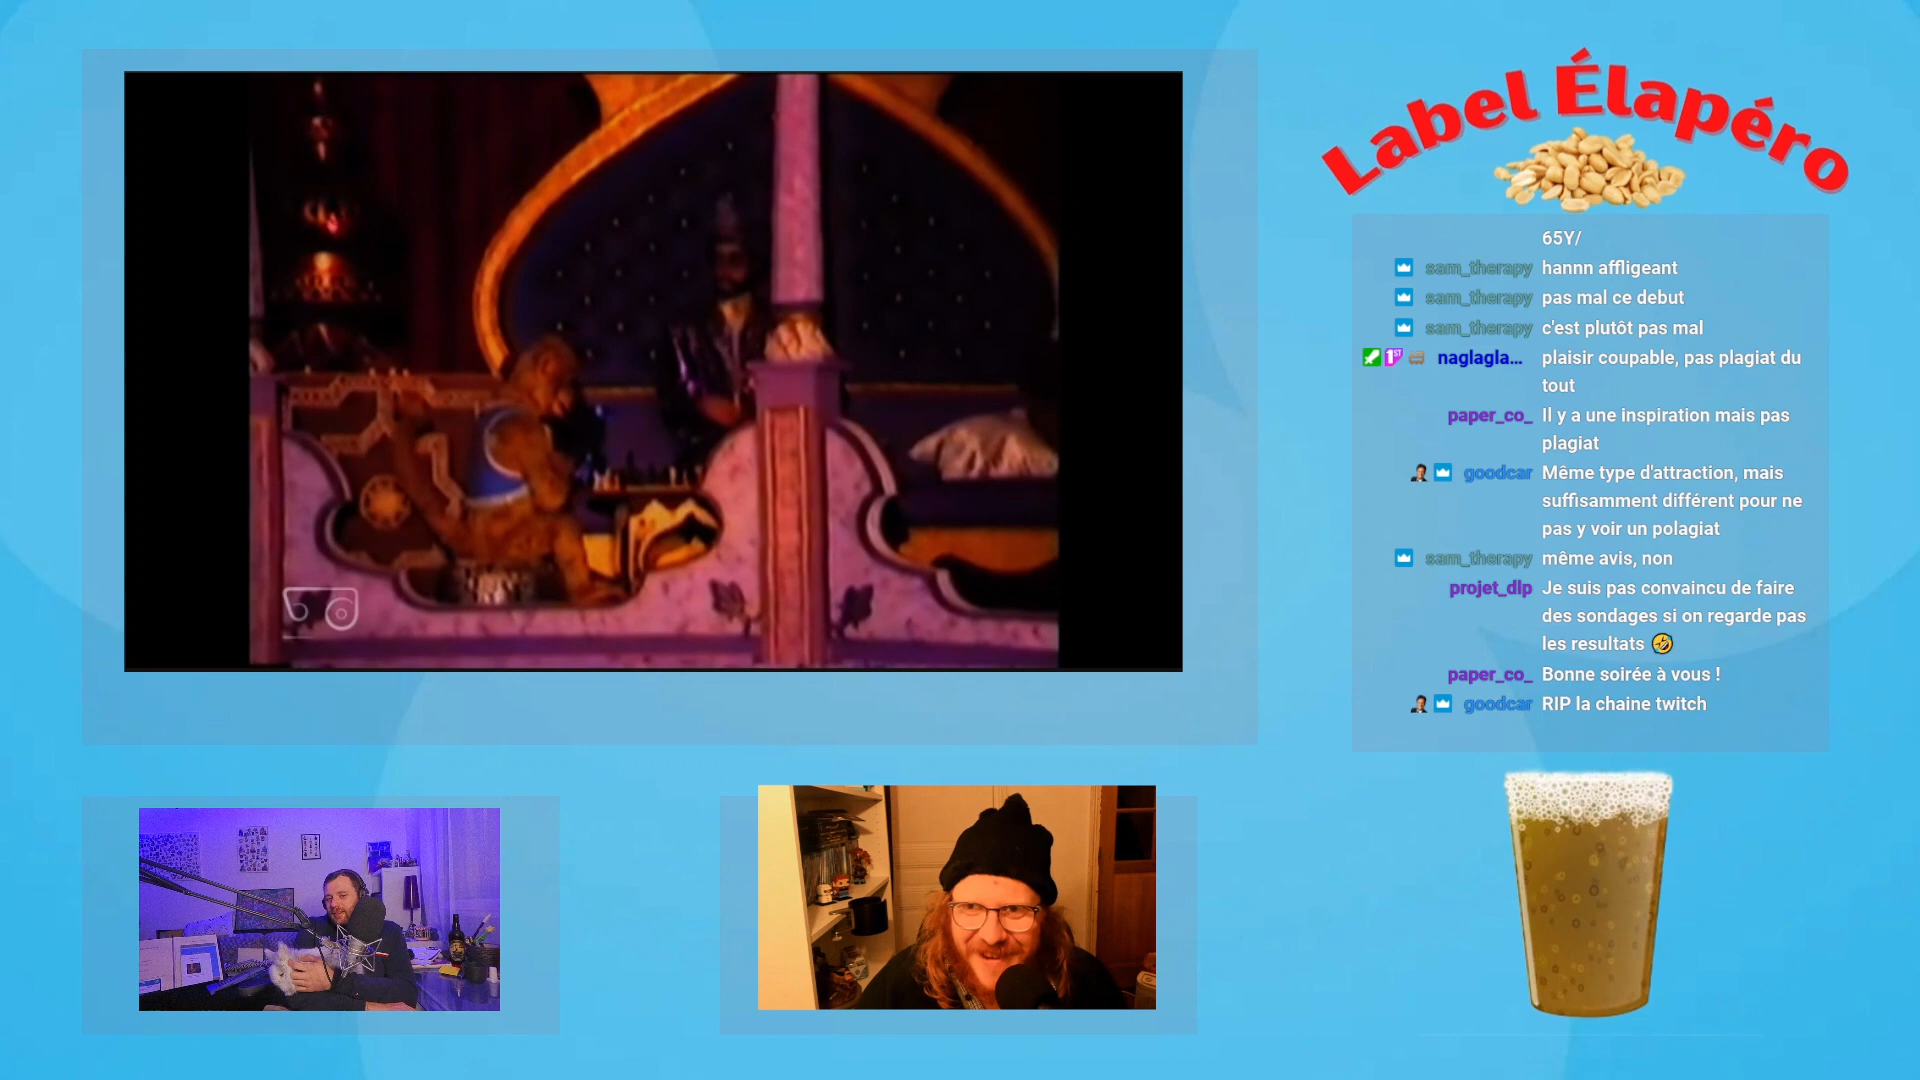 Label Élapéro
65Y/
sam_therapy hannn affligeant
sam_therapy pas mal ce debut
sam_therapy c'est plutôt pas mal
1ST naglagla... plaisir coupable, pas plagiat du
tout
paper_co_ Il y a une inspiration mais pas
plagiat
goodcar Même type d'attraction, mais
suffisamment différent pour ne
pas y voir un polagiat
sam_therapy même avis, non
projet_dlp Je suis pas convaincu de faire
des sondages si on regarde pas
les resultats 🤣
paper_co_ Bonne soirée à vous !
goodcar RIP la chaine twitch